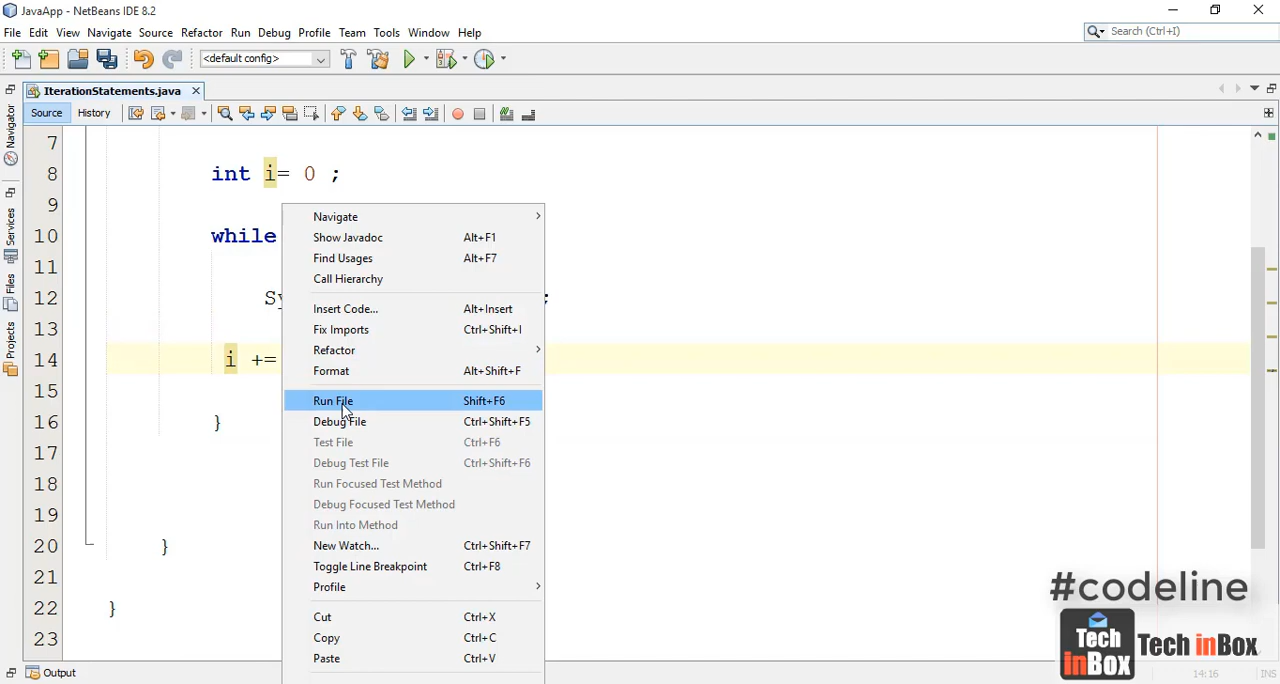 JavaApp - NetBeans IDE 8.2
File Edit View Navigate Source Refactor Run Debug Profile Team Tools Window Help
Search (Ctrl+I)
<default config>
IterationStatements.java
Source History
Navigator
Services
Files
Projects
7
8 int i= 0 ;
9
10 while
11
12 Sy ;
13
14 i +=
15
16 }
17
18
19
20 }
21
22 }
23
Navigate
Show Javadoc Alt+F1
Find Usages Alt+F7
Call Hierarchy
Insert Code... Alt+Insert
Fix Imports Ctrl+Shift+I
Refactor
Format Alt+Shift+F
Run File Shift+F6
Debug File Ctrl+Shift+F5
Test File Ctrl+F6
Debug Test File Ctrl+Shift+F6
Run Focused Test Method
Debug Focused Test Method
Run Into Method
New Watch... Ctrl+Shift+F7
Toggle Line Breakpoint Ctrl+F8
Profile
Cut Ctrl+X
Copy Ctrl+C
Paste Ctrl+V
#codeline
Tech
inBox
Tech inBox
Output
14:16 INS